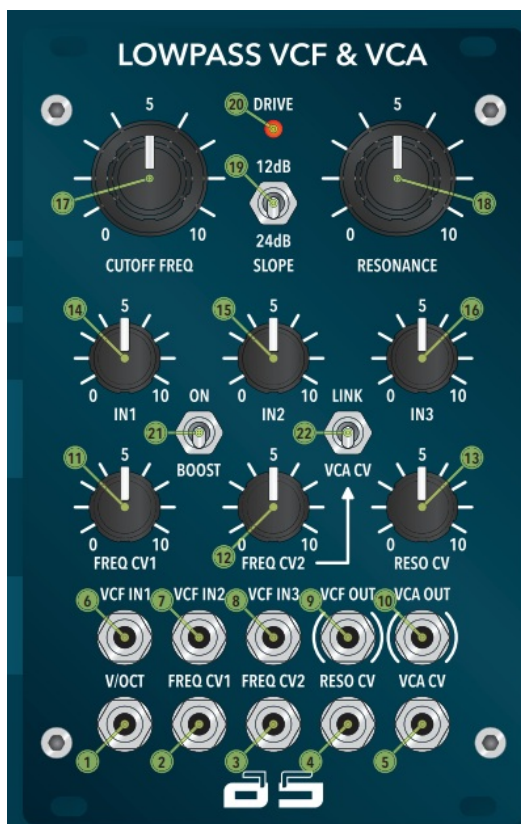 LOWPASS VCF & VCA
5 20 DRIVE 5
19 12dB
17 18
0 10 24dB 0 10
CUTOFF FREQ SLOPE RESONANCE
14 5 15 5 5 16
0 10 ON 0 10 LINK 0 10
IN1 IN2 IN3
21 22
11 5 BOOST 5 VCA CV 5 13
12
0 10 0 10 0 10
FREQ CV1 FREQ CV2 RESO CV
VCF IN1 VCF IN2 VCF IN3 VCF OUT VCA OUT
6 7 8 9 10
V/OCT FREQ CV1 FREQ CV2 RESO CV VCA CV
1 2 3 4 5